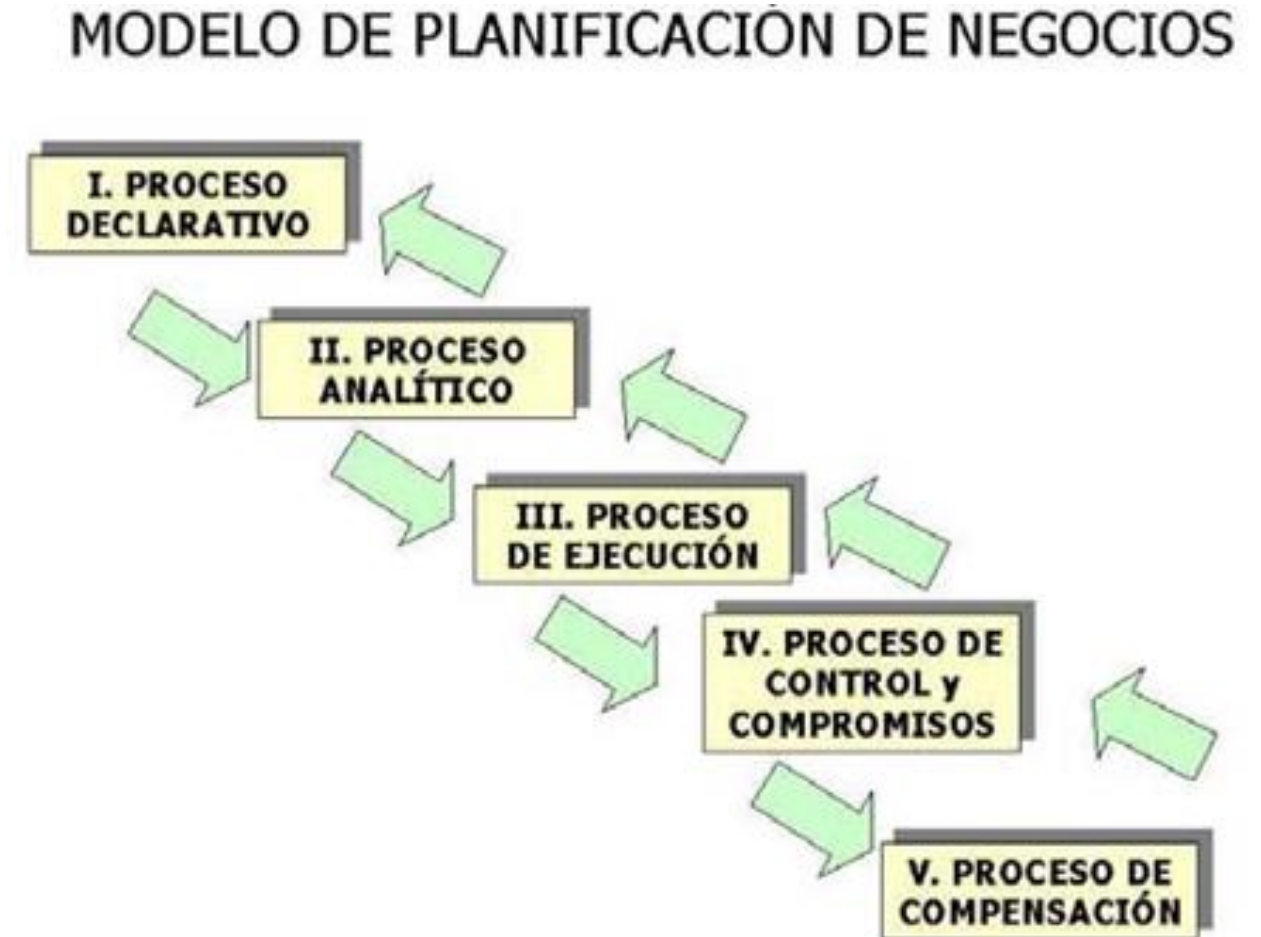 MODELO DE PLANIFICACIÓN DE NEGOCIOS
I. PROCESO
DECLARATIVO
II. PROCESO
ANALÍTICO
III. PROCESO
DE EJECUCIÓN
IV. PROCESO DE
CONTROL y
COMPROMISOS
V. PROCESO DE
COMPENSACIÓN